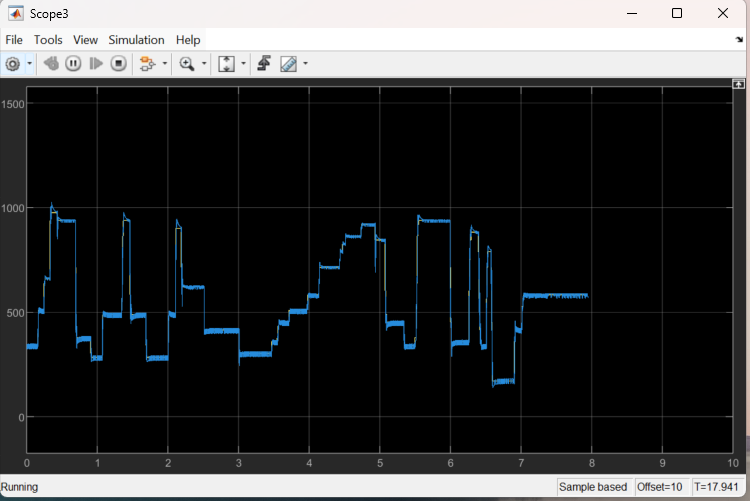 Scope3
File Tools View Simulation Help
1500
1000
500
0
0 1 2 3 4 5 6 7 8 9 10
Running Sample based Offset=10 T=17.941